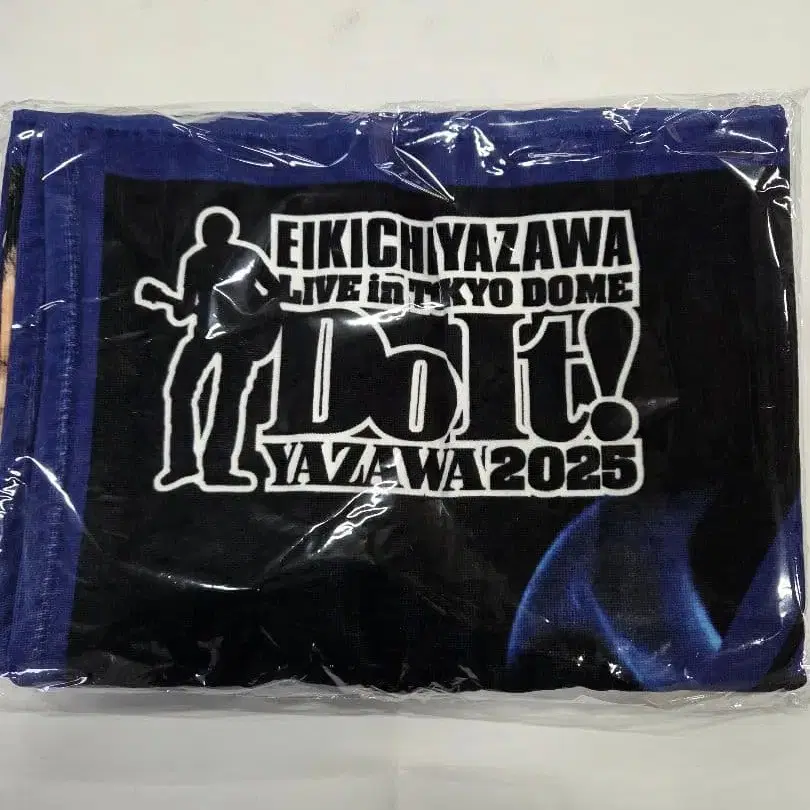 EIKICHI YAZAWA
LIVE in TOKYO DOME
Do It!
YAZAWA'2025